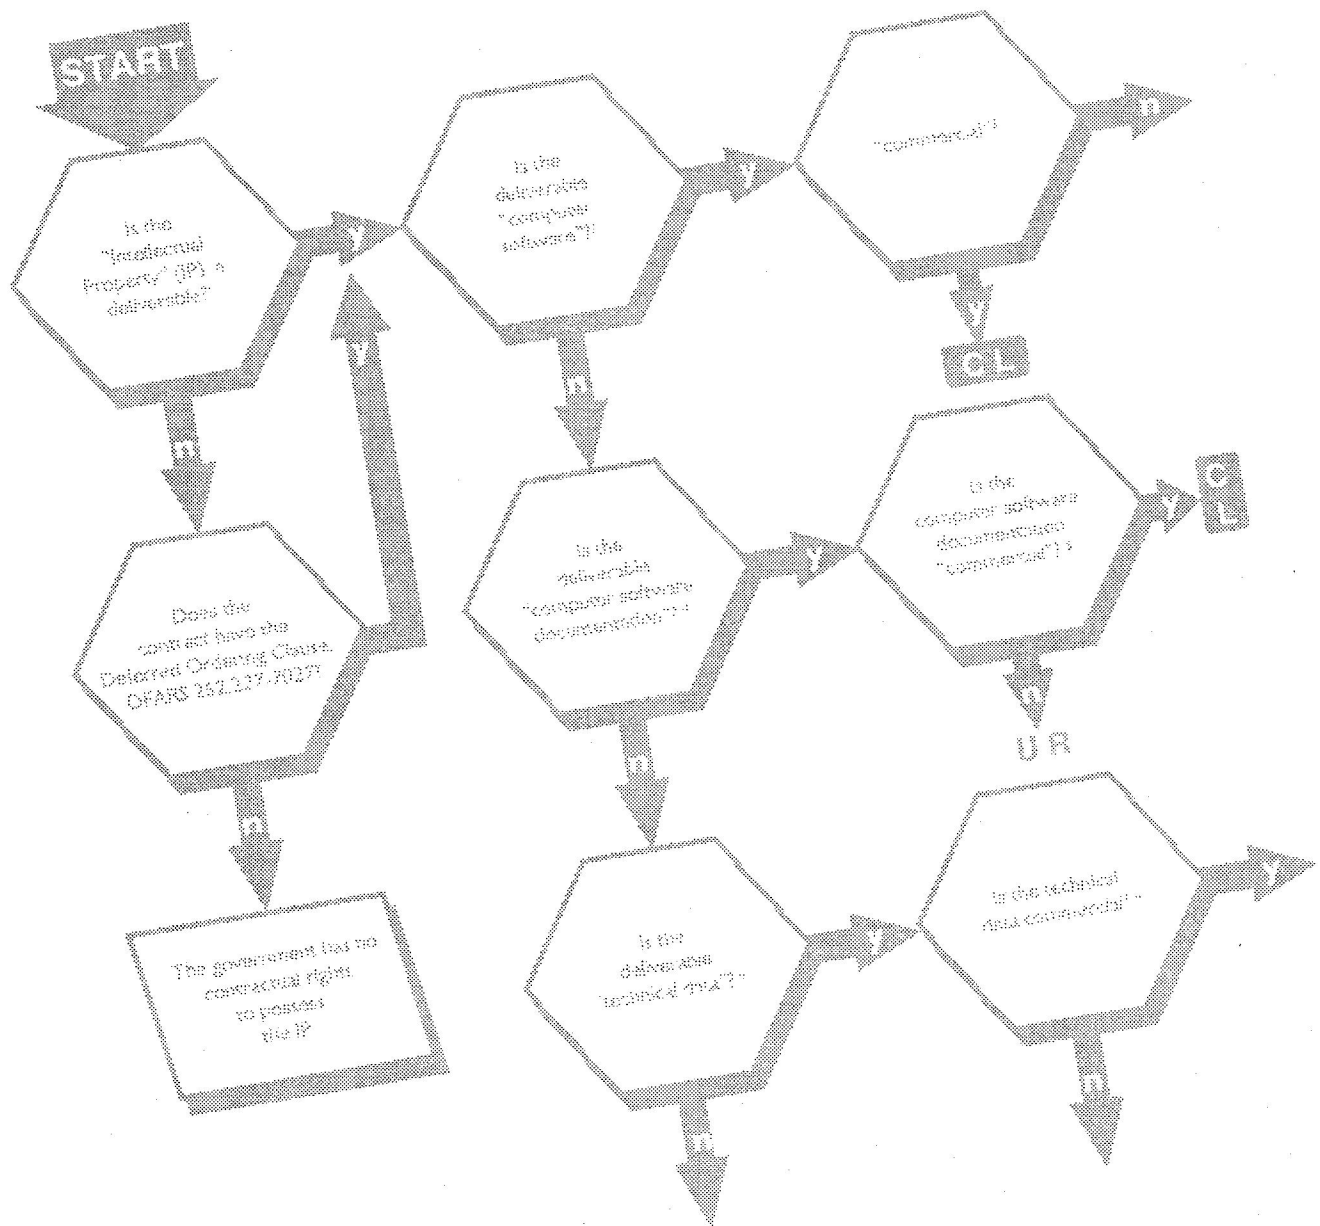 START
Is the
"Intellectual
Property" (IP) a
deliverable?
y
n
Does the
contract have the
Deferred Ordering Clause,
DFARS 252.227-7027?
y
n
The government has no
contractual rights
to possess
the IP
Is the
deliverable
"computer
software"?
y
n
Is the
deliverable
"computer software
documentation"?
y
n
Is the
deliverable
"technical data"?
y
n
"commercial"
n
y
C L
Is the
computer software
documentation
"commercial"?
y
C
L
n
U R
Is the technical
data commercial?
y
n